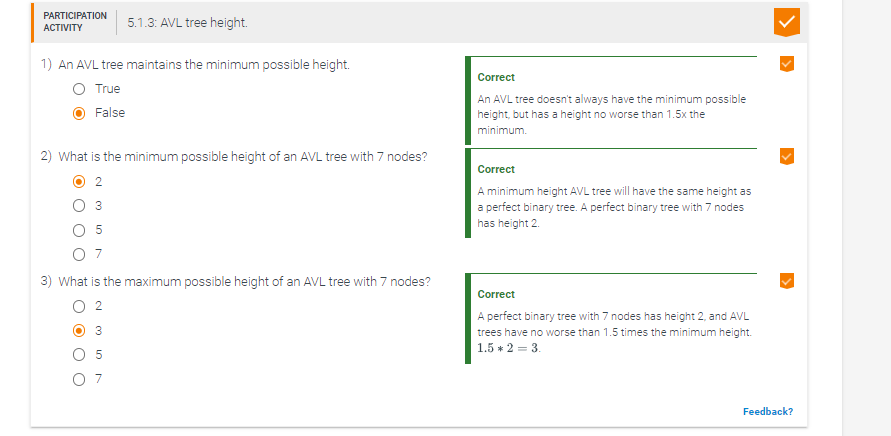 PARTICIPATION
ACTIVITY
5.1.3: AVL tree height.
1) An AVL tree maintains the minimum possible height.
True
False
Correct
An AVL tree doesn't always have the minimum possible
height, but has a height no worse than 1.5x the
minimum.
2) What is the minimum possible height of an AVL tree with 7 nodes?
2
3
5
7
Correct
A minimum height AVL tree will have the same height as
a perfect binary tree. A perfect binary tree with 7 nodes
has height 2.
3) What is the maximum possible height of an AVL tree with 7 nodes?
2
3
5
7
Correct
A perfect binary tree with 7 nodes has height 2, and AVL
trees have no worse than 1.5 times the minimum height.
1.5 * 2 = 3.
Feedback?